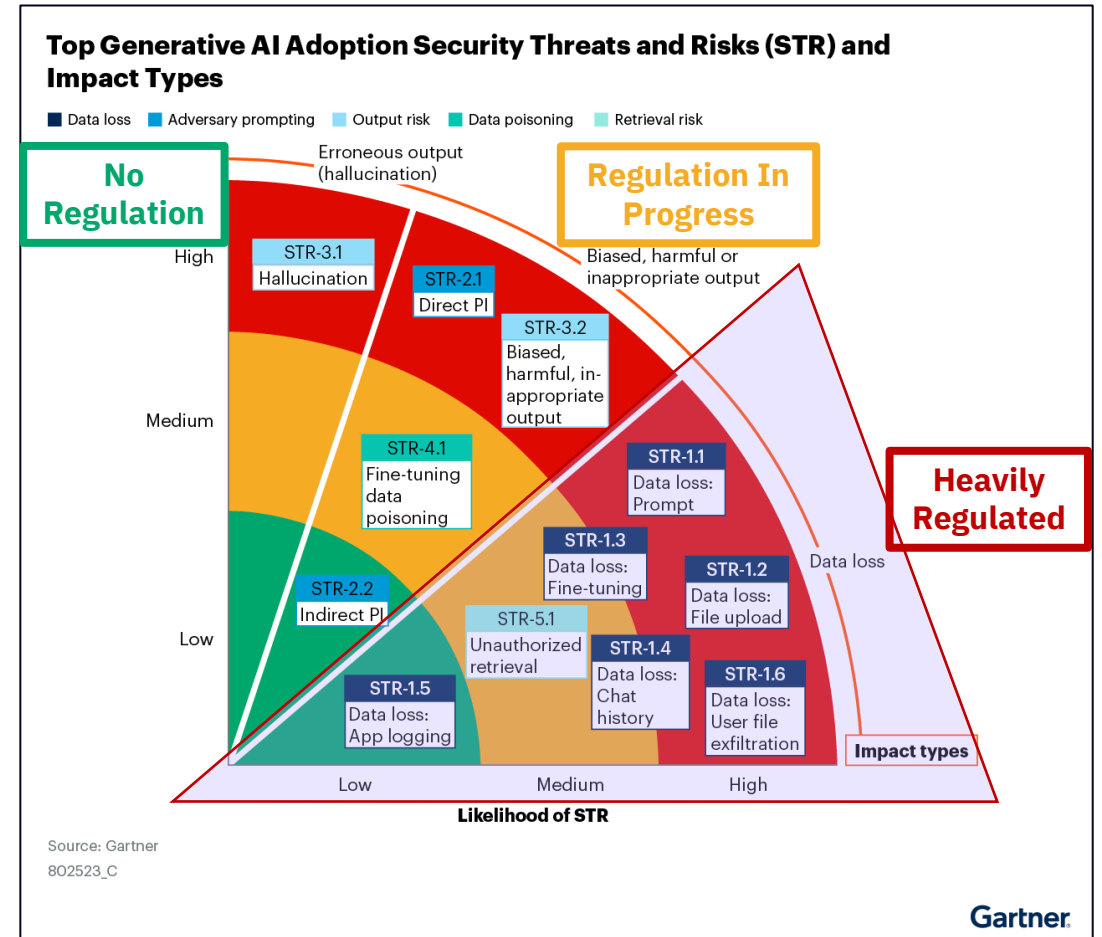 Top Generative AI Adoption Security Threats and Risks (STR) and
Impact Types
Data loss
Adversary prompting
Output risk
Data poisoning
Retrieval risk
No
Regulation
Erroneous output
(hallucination)
Regulation In
Progress
Biased, harmful or
inappropriate output
High
STR-3.1
Hallucination
STR-2.1
Direct PI
STR-3.2
Biased,
harmful, in-
appropriate
output
Medium
STR-4.1
Fine-tuning
data
poisoning
STR-1.1
Data loss:
Prompt
Heavily
Regulated
STR-1.3
Data loss:
Fine-tuning
STR-1.2
Data loss:
File upload
Data loss
STR-2.2
Indirect PI
Low
STR-5.1
Unauthorized
retrieval
STR-1.4
Data loss:
Chat
history
STR-1.6
Data loss:
User file
exfiltration
STR-1.5
Data loss:
App logging
Impact types
Low
Medium
High
Likelihood of STR
Source: Gartner
802523_C
Gartner.